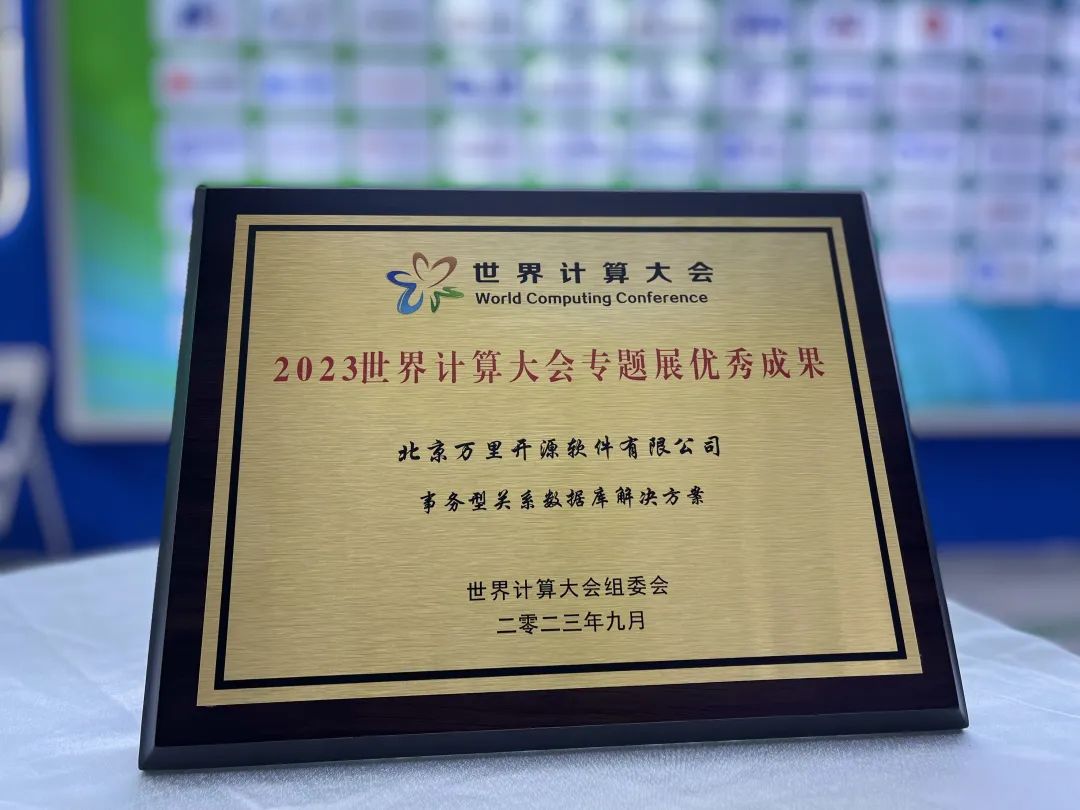 世界计算大会
World Computing Conference
2023世界计算大会专题展优秀成果
北京万里开源软件有限公司
事务型关系数据库解决方案
世界计算大会组委会
二零二三年九月